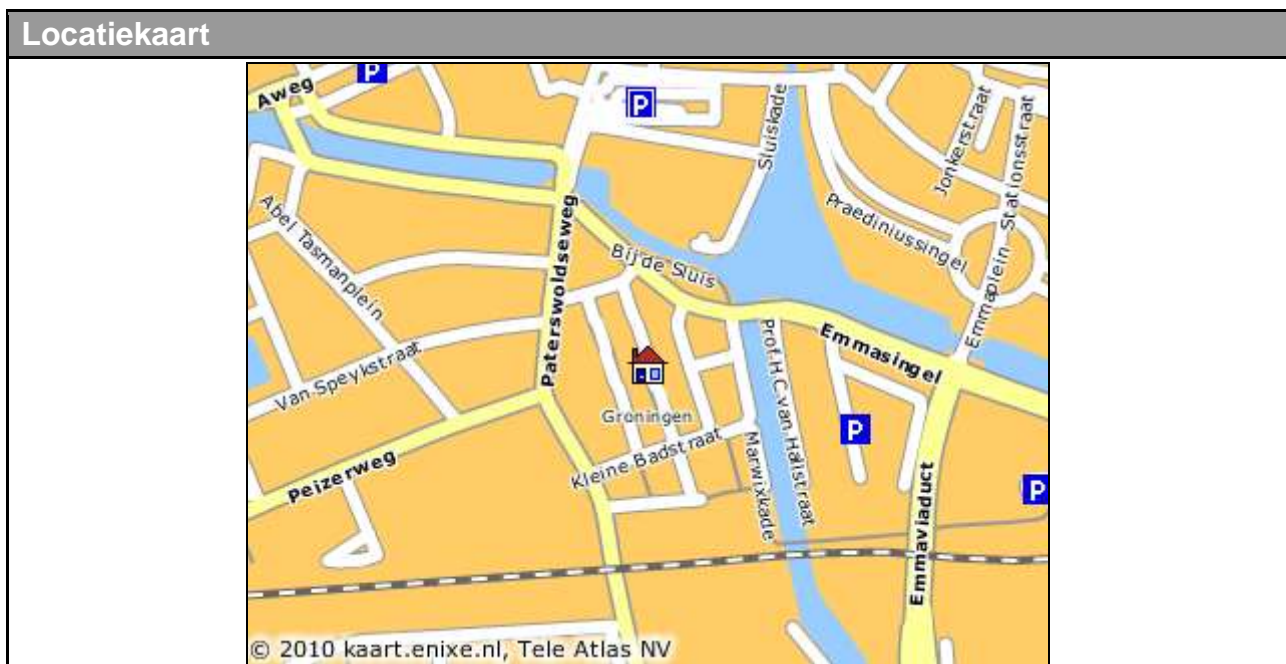 Locatiekaart
P
Aweg
P
Sluiskade
Jonkerstraat
Emmaplein - Stationsstraat
Praediniussingel
Abel Tasmanplein
Paterswoldseweg
Bij de Sluis
Van Speykstraat
Prof. H.C. van Hallstraat
Emmasingel
Groningen
P
Kleine Badstraat
Marwixkade
Peizerweg
P
Emmaviaduct
© 2010 kaart.enixe.nl, Tele Atlas NV